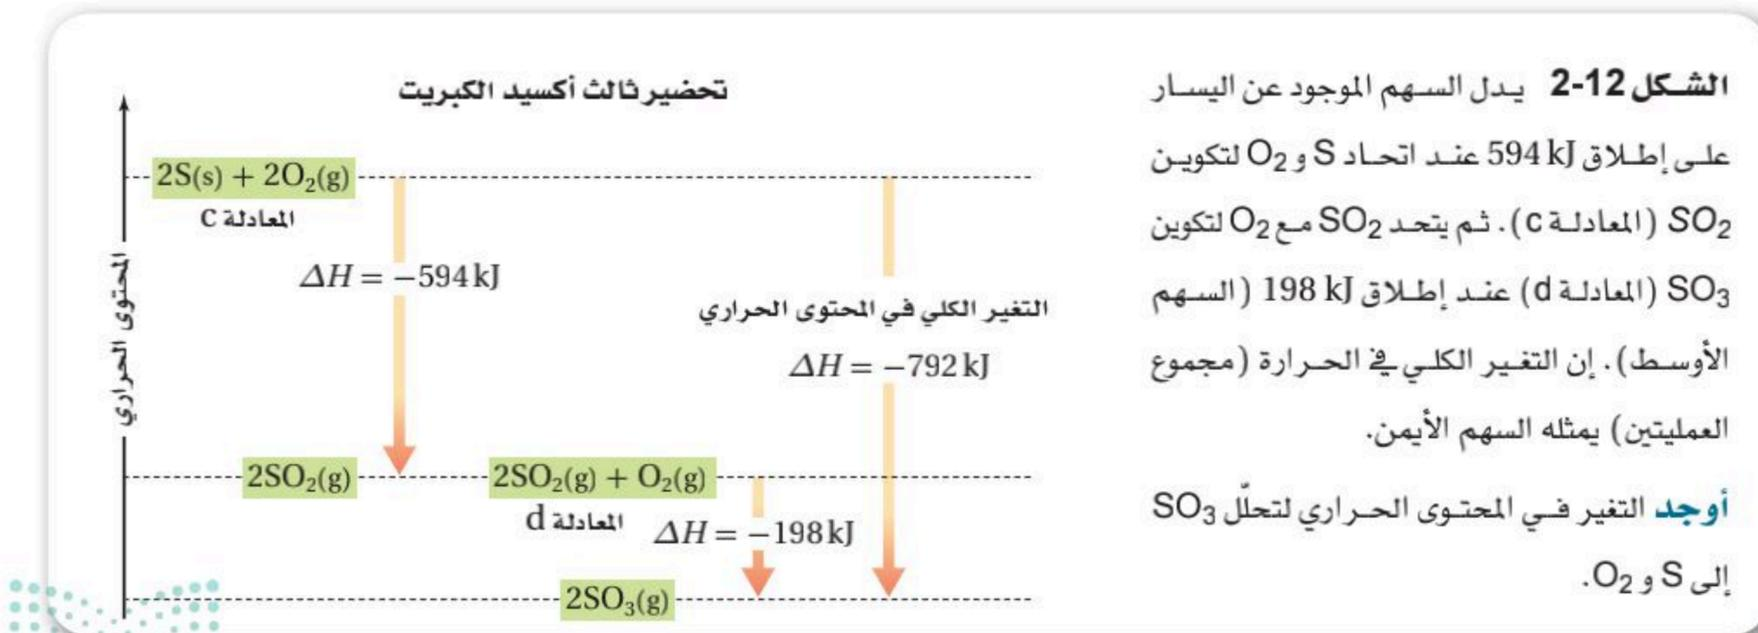 الشكل 12-2 يدل السهم الموجود عن اليسار
على إطلاق 594 kJ عند اتحاد S و O₂ لتكوين
SO₂ (المعادلة c). ثم يتحد SO₂ مع O₂ لتكوين
SO₃ (المعادلة d) عند إطلاق 198 kJ (السهم
الأوسط). إن التغير الكلي في الحرارة (مجموع
العمليتين) يمثله السهم الأيمن.
أوجد التغير في المحتوى الحراري لتحلّل SO₃
إلى S و O₂.
تحضير ثالث أكسيد الكبريت
المحتوى الحراري
2S(s) + 2O₂(g)
المعادلة c
ΔH = −594 kJ
التغير الكلي في المحتوى الحراري
ΔH = −792 kJ
2SO₂(g)
2SO₂(g) + O₂(g)
المعادلة d
ΔH = −198 kJ
2SO₃(g)